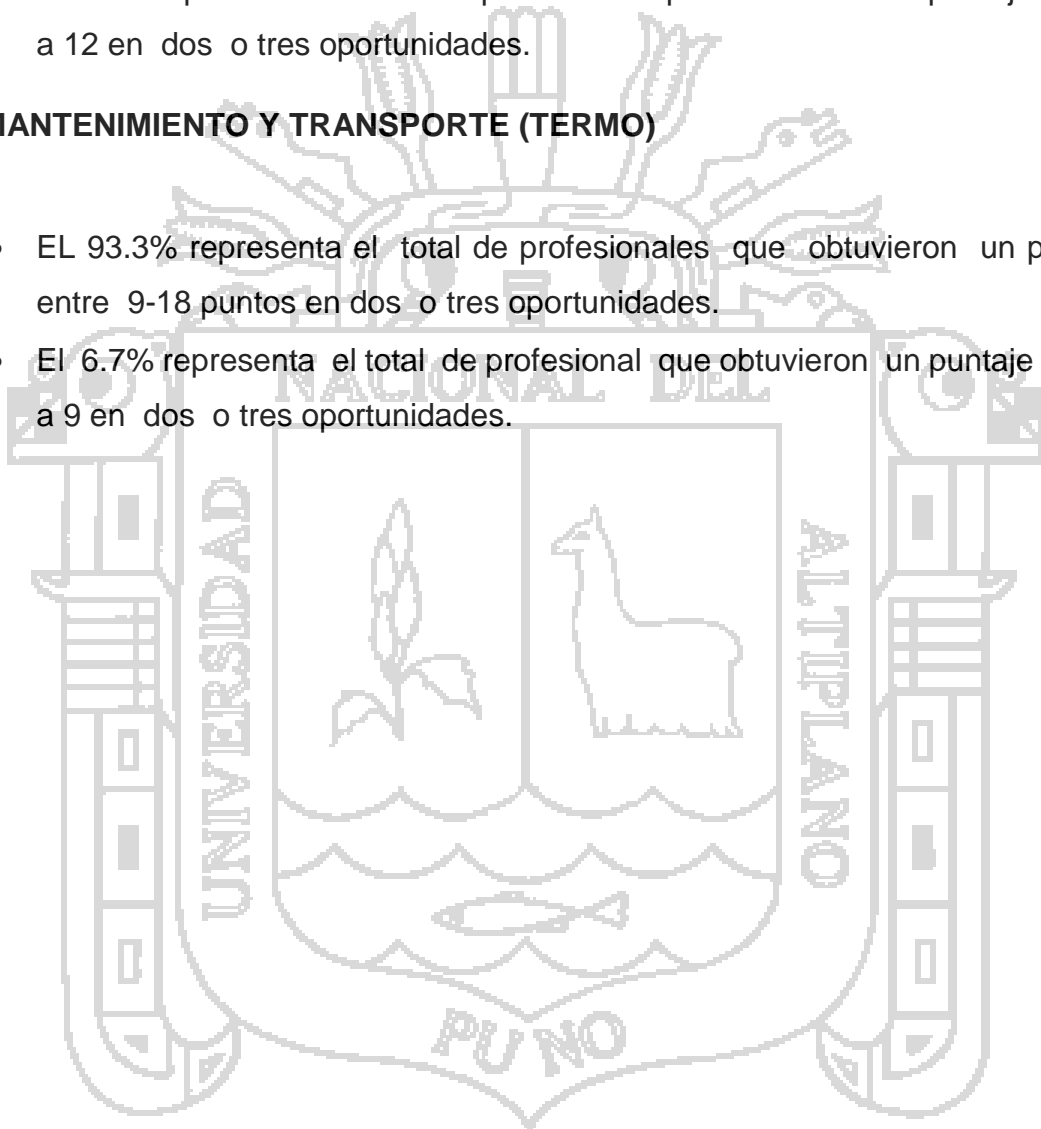 a 12 en dos o tres oportunidades.
MANTENIMIENTO Y TRANSPORTE (TERMO)
• EL 93.3% representa el total de profesionales que obtuvieron un
entre 9-18 puntos en dos o tres oportunidades.
• El 6.7% representa el total de profesional que obtuvieron un puntaje
a 9 en dos o tres oportunidades.
NACIONAL DEL
UNIVERSIDAD
ALTIPLANO
PUNO